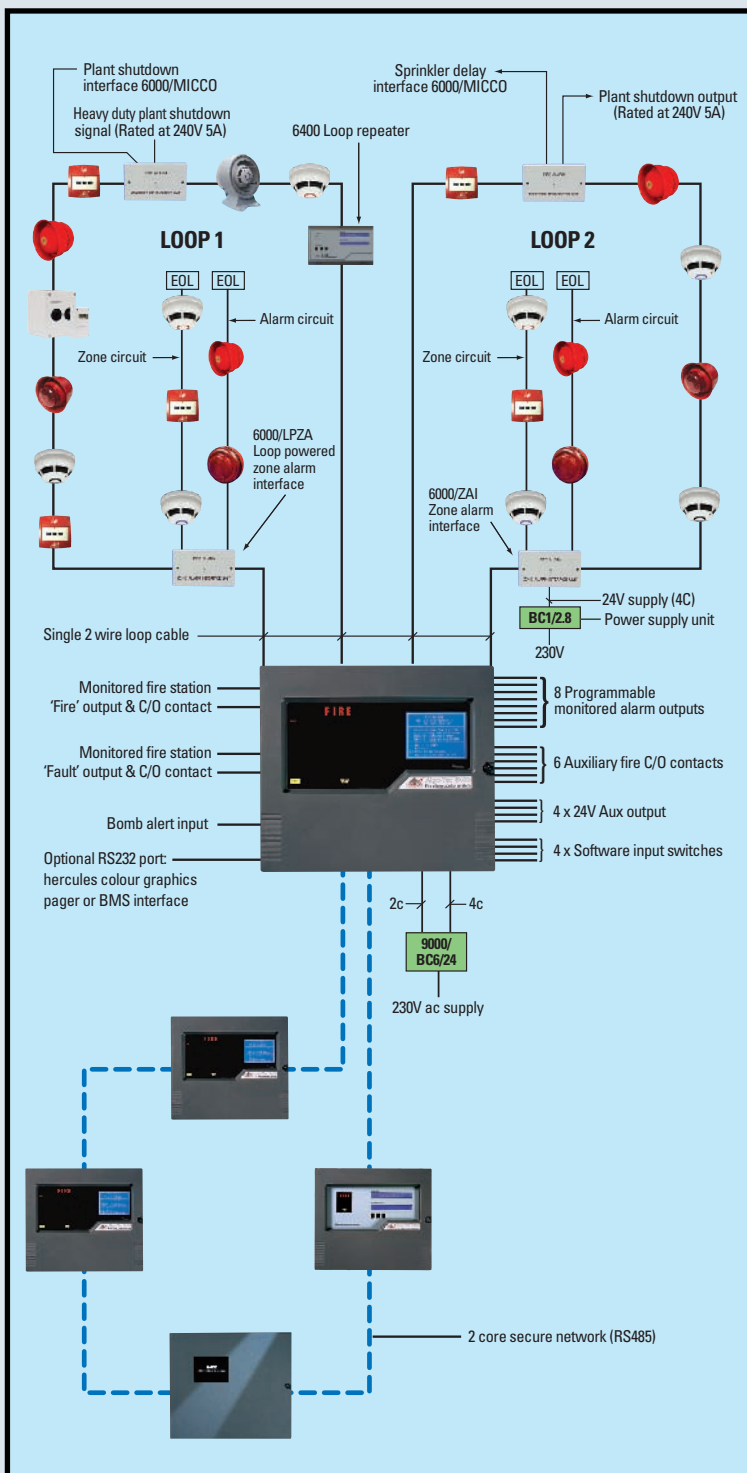 Plant shutdown
interface 6000/MICCO
Heavy duty plant shutdown
signal (Rated at 240V 5A)
6400 Loop repeater
Sprinkler delay
interface 6000/MICCO
Plant shutdown output
(Rated at 240V 5A)
LOOP 1
LOOP 2
EOL
EOL
EOL
EOL
Alarm circuit
Zone circuit
Alarm circuit
Zone circuit
6000/LPZA
Loop powered
zone alarm
interface
6000/ZAI
Zone alarm
interface
24V supply (4C)
BC1/2.8
Power supply unit
230V
Single 2 wire loop cable
Monitored fire station
'Fire' output & C/O contact
Monitored fire station
'Fault' output & C/O contact
Bomb alert input
Optional RS232 port:
hercules colour graphics
pager or BMS interface
FIRE
8 Programmable
monitored alarm outputs
6 Auxiliary fire C/O contacts
4 x 24V Aux output
4 x Software input switches
2c
4c
9000/
BC6/24
230V ac supply
FIRE
FIRE
2 core secure network (RS485)